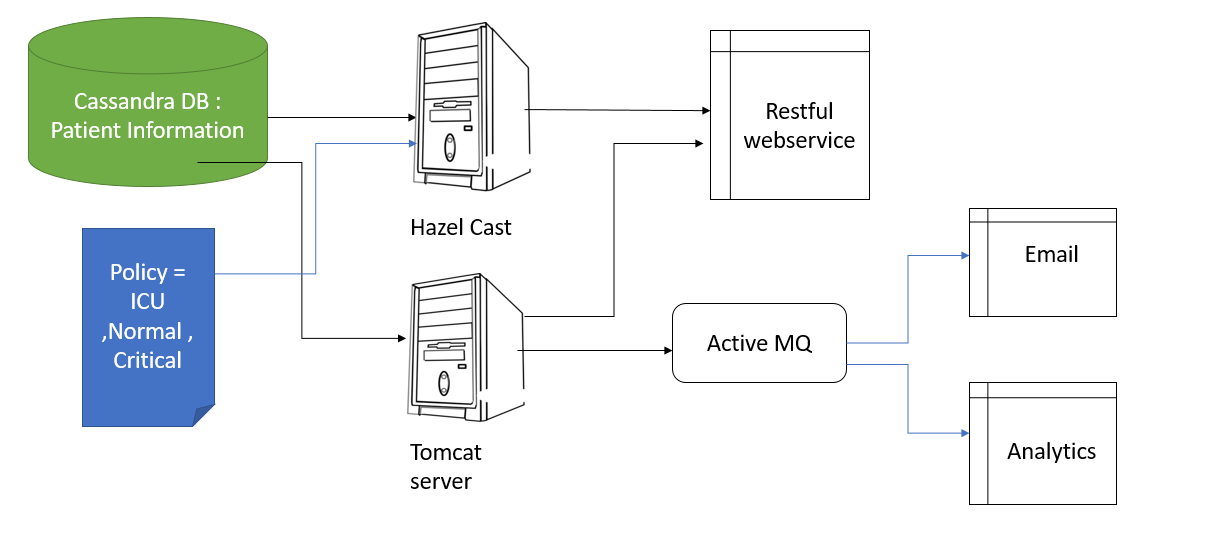 Cassandra DB :
Patient Information
Hazel Cast
Restful
webservice
Policy =
ICU
,Normal ,
Critical
Tomcat
server
Active MQ
Email
Analytics